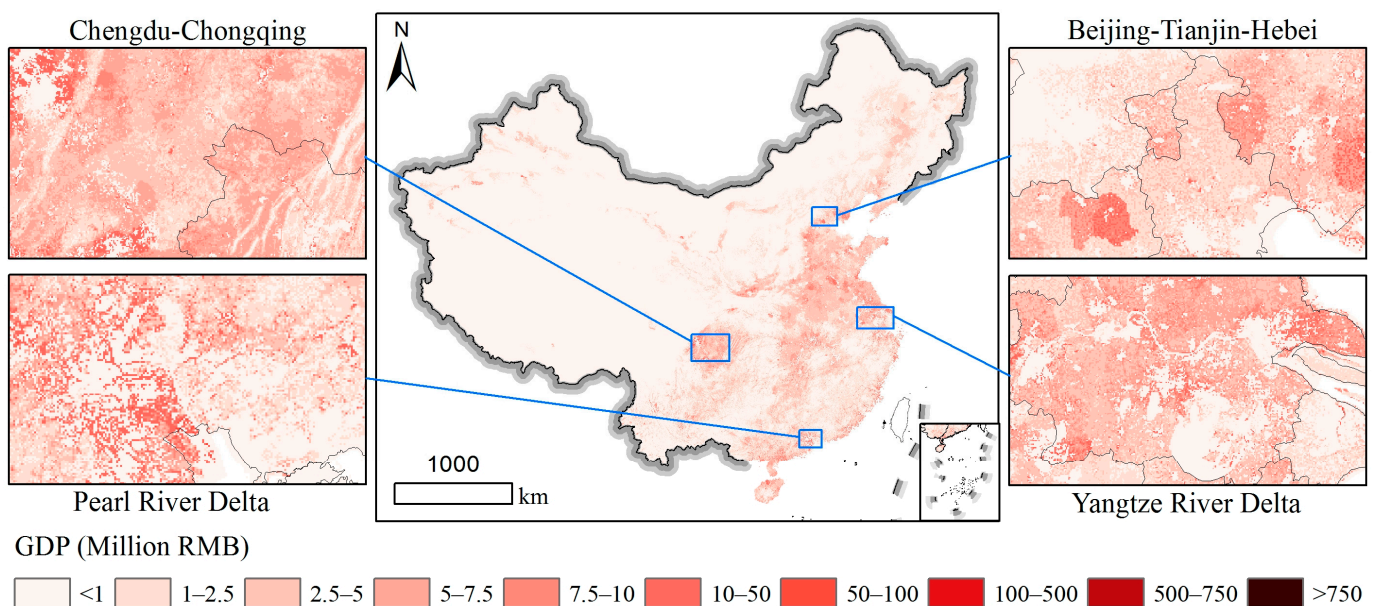 Chengdu-Chongqing
N
Beijing-Tianjin-Hebei
1000
km
Pearl River Delta
Yangtze River Delta
GDP (Million RMB)
<1 1–2.5 2.5–5 5–7.5 7.5–10 10–50 50–100 100–500 500–750 >750